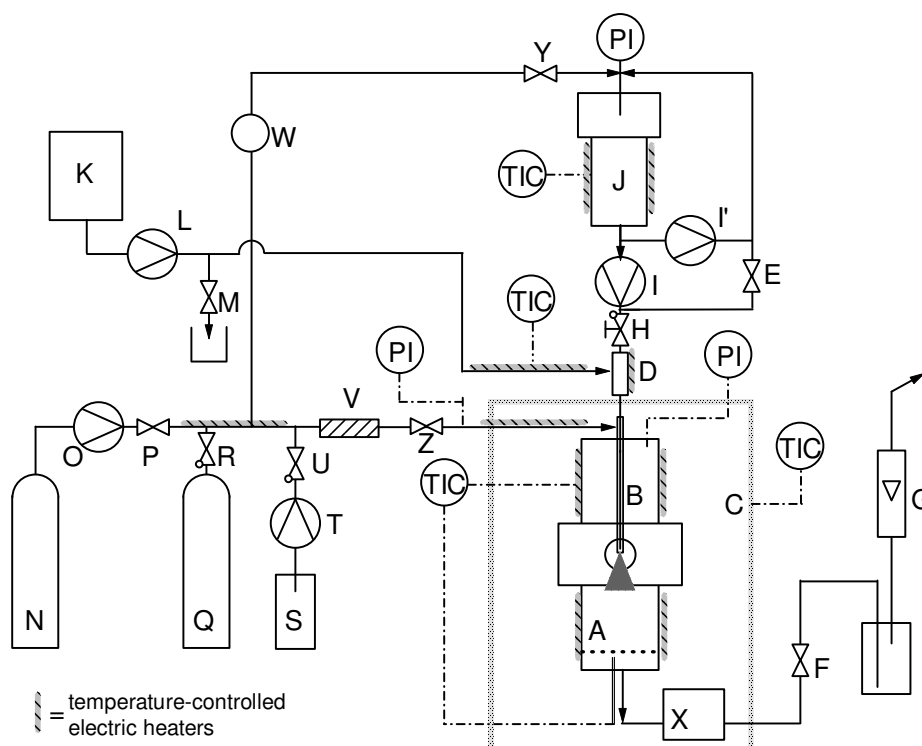 PI
Y
W
K
TIC
J
L
I'
I
E
M
TIC
H
PI
PI
D
V
O
P
R
U
Z
TIC
TIC
B
C
G
T
N
Q
S
A
F
X
= temperature-controlled
electric heaters